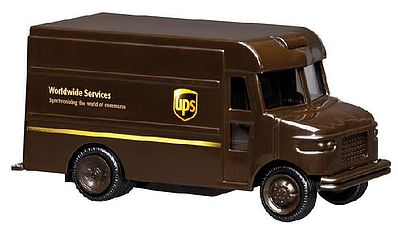 Worldwide Services
Synchronizing the world of commerce
ups